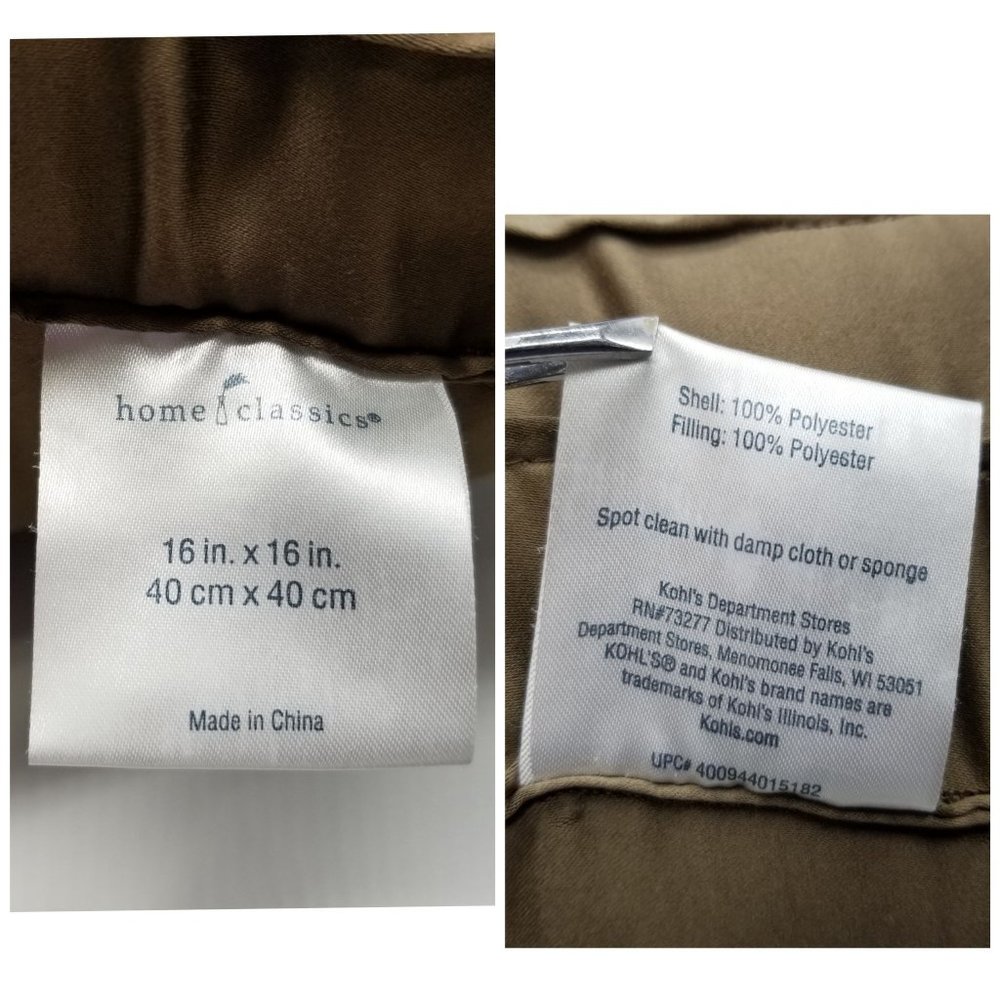 home classics®
16 in. x 16 in.
40 cm x 40 cm
Made in China
Shell: 100% Polyester
Filling: 100% Polyester
Spot clean with damp cloth or sponge
Kohl's Department Stores
RN#73277 Distributed by Kohl's
Department Stores, Menomonee Falls, WI 53051
KOHL'S® and Kohl's brand names are
trademarks of Kohl's Illinois, Inc.
Kohls.com
UPC# 400944015182